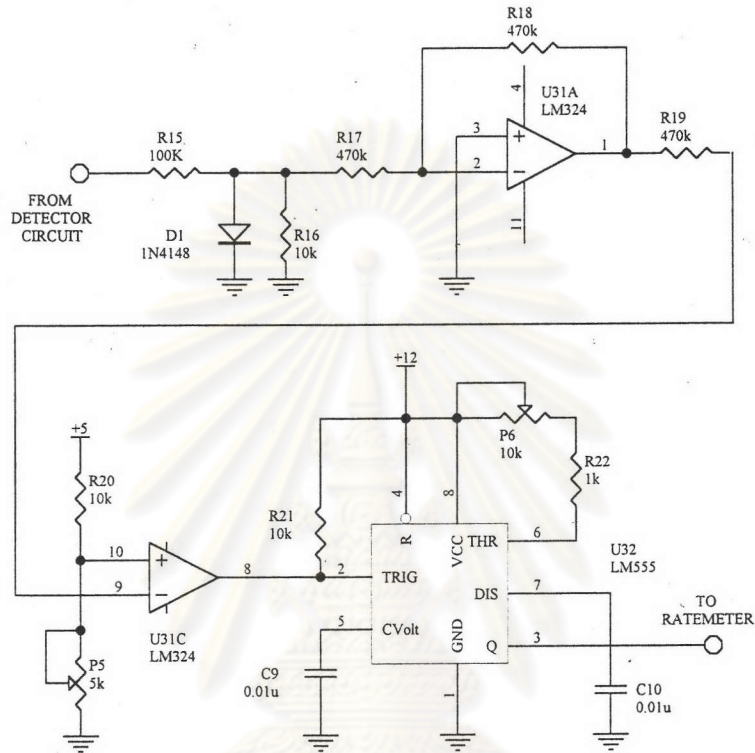 R18
470k
4
U31A
LM324
R15
100K
R17
470k
3
+
2
−
1
R19
470k
11
FROM
DETECTOR
CIRCUIT
D1
1N4148
R16
10k
+12
+5
P6
10k
R20
10k
R22
1k
4
8
R21
10k
R
VCC
THR
6
U32
LM555
10
+
8
2
TRIG
9
−
DIS
7
TO
RATEMETER
U31C
LM324
5
CVolt
GND
Q
3
P5
5k
C9
0.01u
1
C10
0.01u